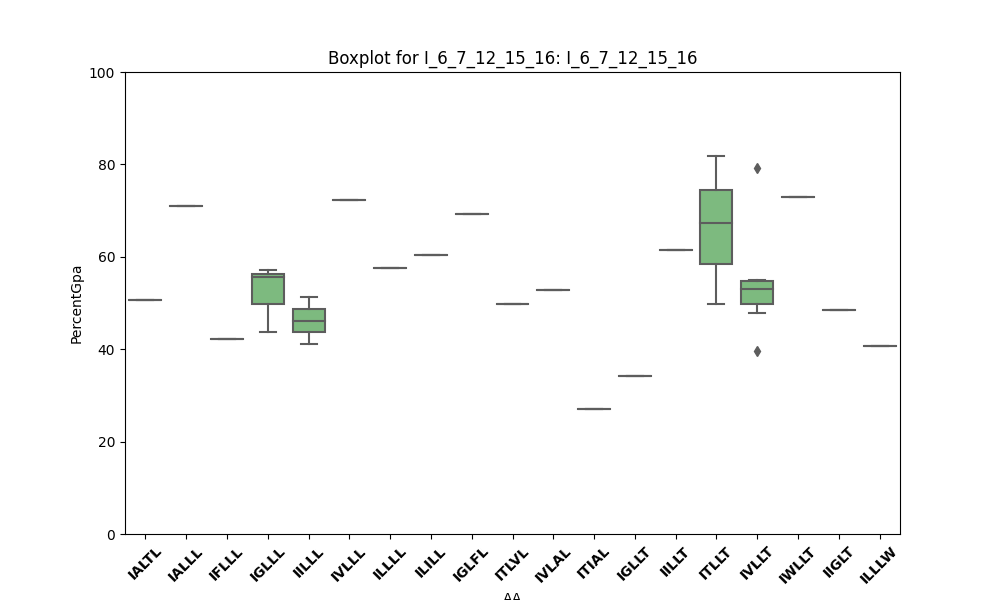 Boxplot for I_6_7_12_15_16: I_6_7_12_15_16
100
80
60
40
20
0
PercentGpa
IALTL IALLL IFLLL IGLLL IILLL IVLLL ILLLL ILILL IGLFL ITLVL IVLAL ITIAL IGLLT IILLT ITLLT IVLLT IWLLT IIGLT ILLLW
AA